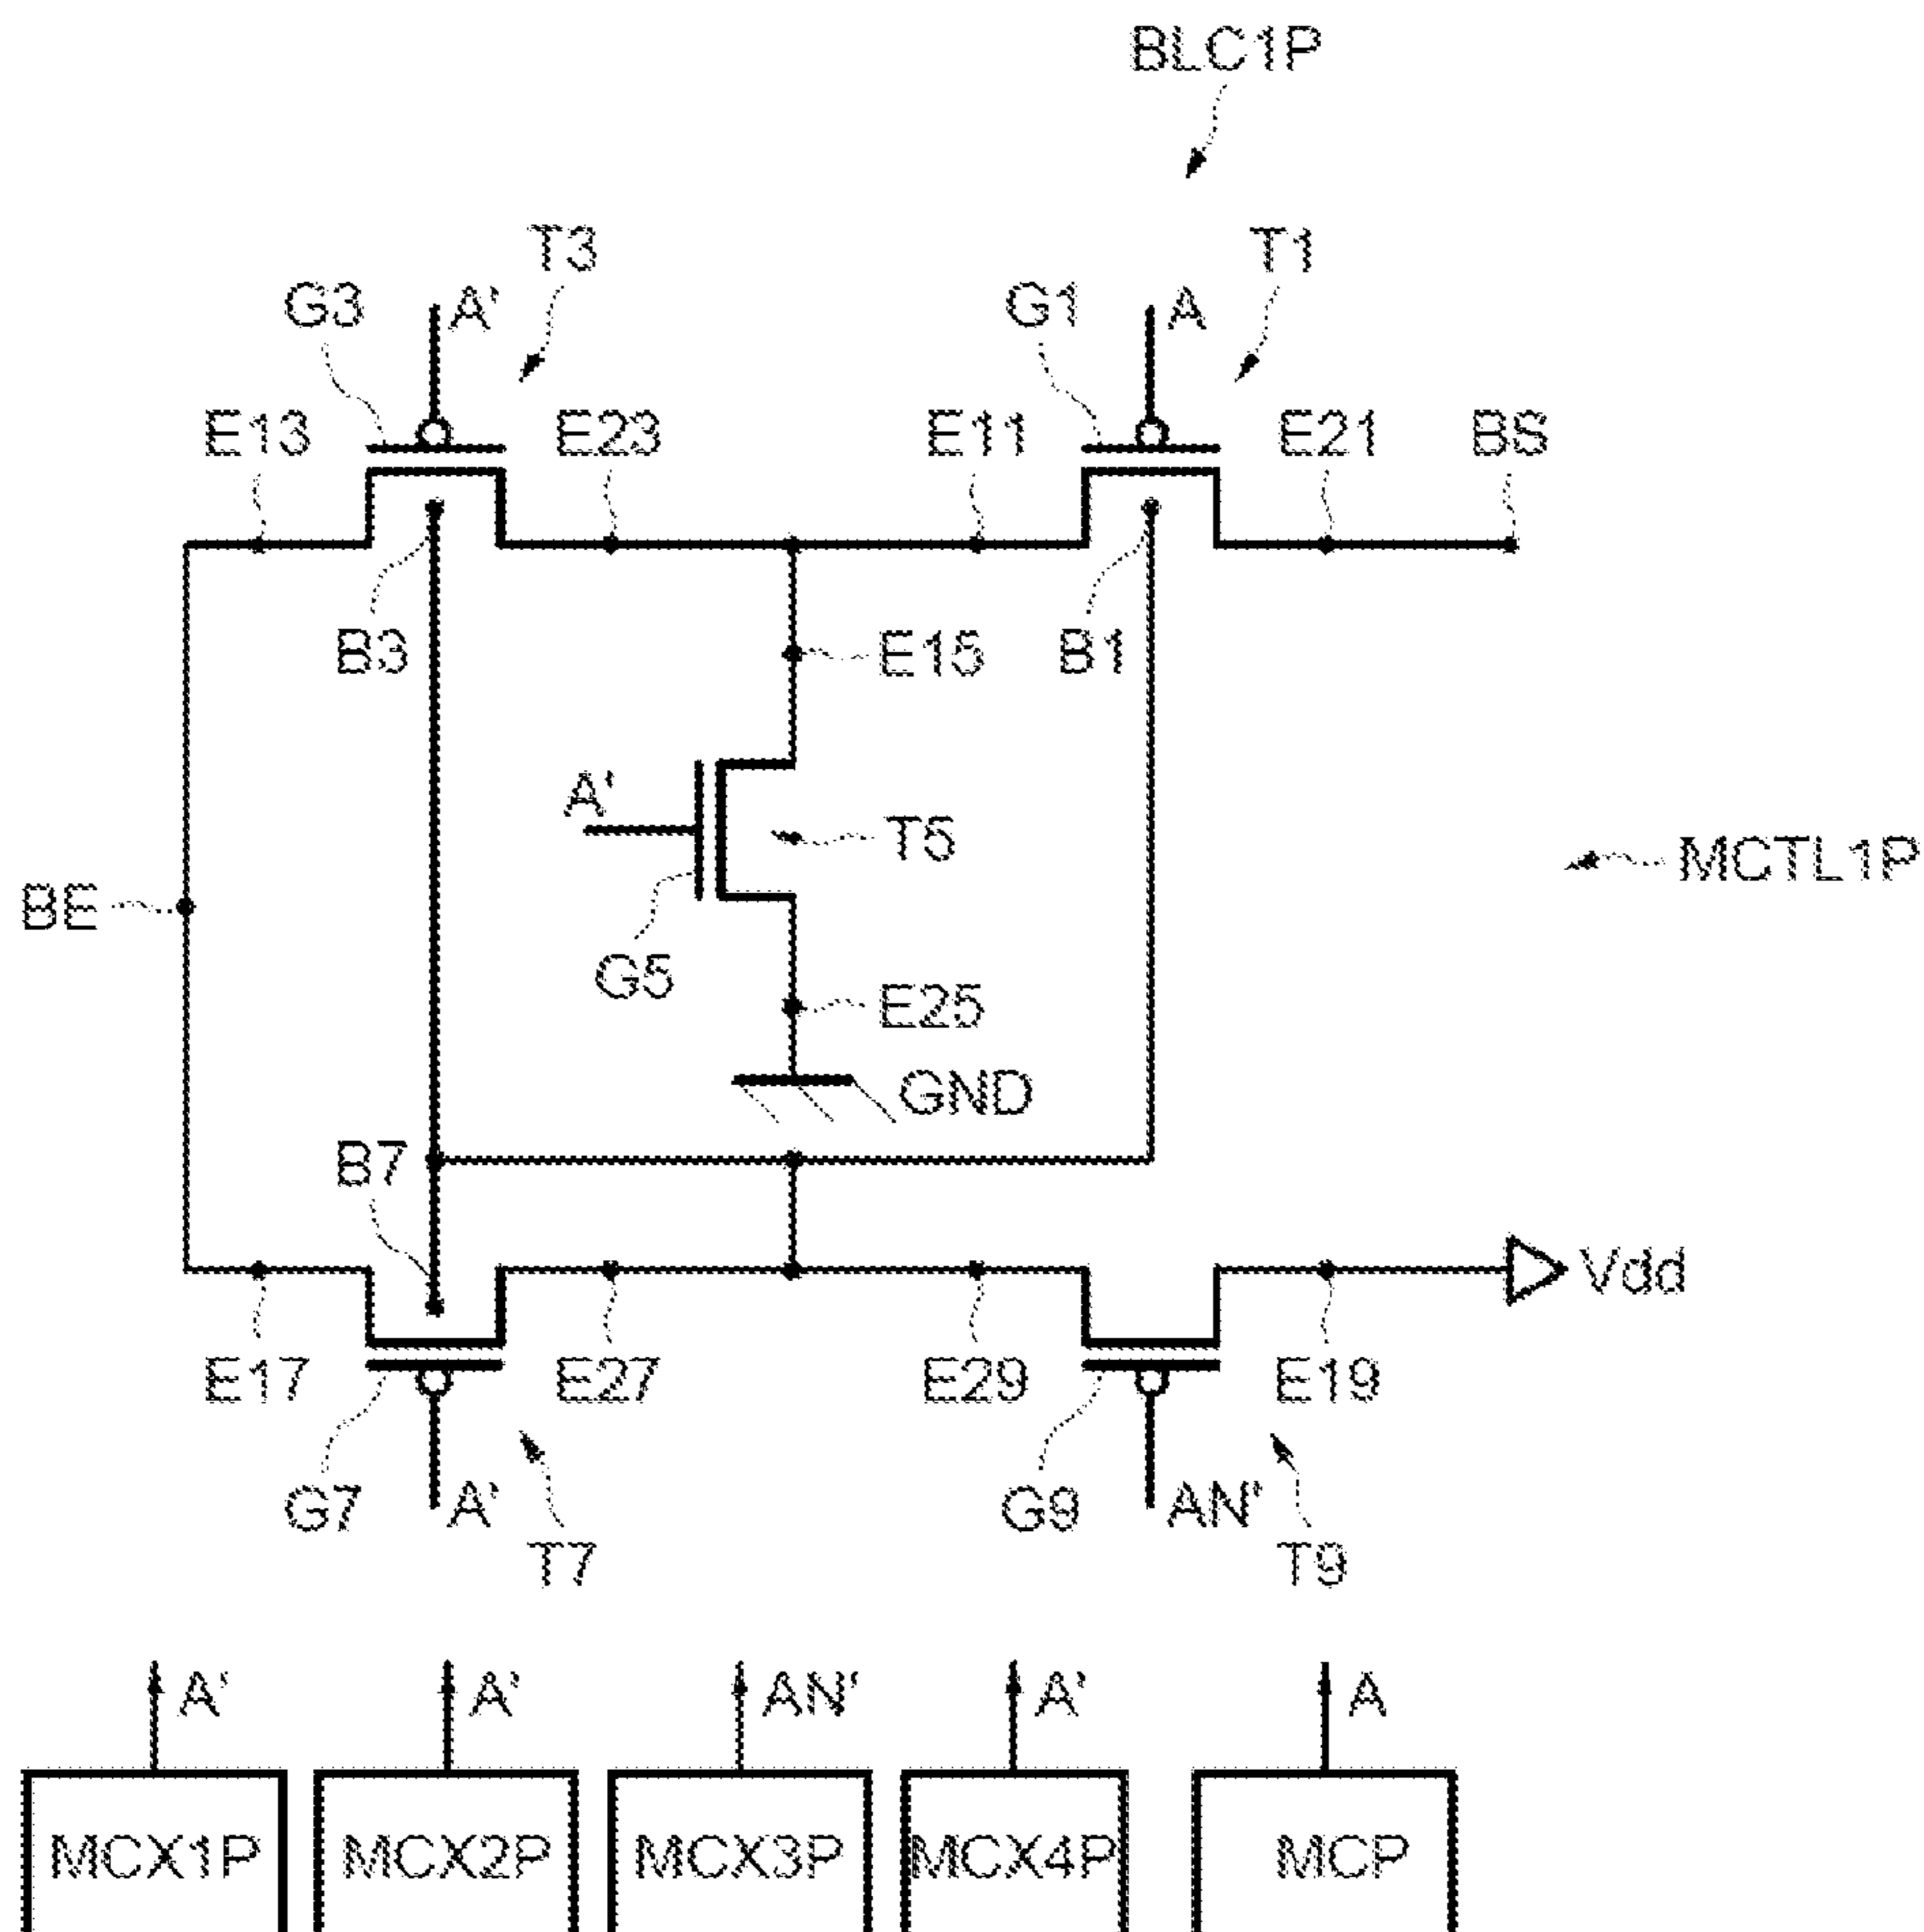 BLC1P
T3
T1
G3
A'
G1
A
E13
E23
E11
E21
BS
B3
E15
B1
A'
T5
MCTL1P
BE
G5
E25
GND
B7
Vdd
E17
E27
E29
E19
G7
A'
G9
AN'
T7
T9
A'
A'
AN'
A'
A
MCX1P
MCX2P
MCX3P
MCX4P
MCP